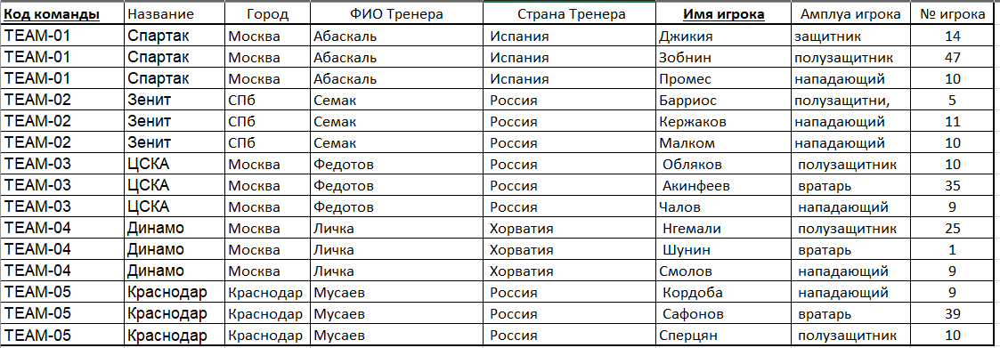 Код команды Название Город ФИО Тренера Страна Тренера Имя игрока Амплуа игрока № игрока
TEAM-01 Спартак Москва Абаскаль Испания Джикия защитник 14
TEAM-01 Спартак Москва Абаскаль Испания Зобнин полузащитник 47
TEAM-01 Спартак Москва Абаскаль Испания Промес нападающий 10
TEAM-02 Зенит СПб Семак Россия Барриос полузащитни, 5
TEAM-02 Зенит СПб Семак Россия Кержаков нападающий 11
TEAM-02 Зенит СПб Семак Россия Малком нападающий 10
TEAM-03 ЦСКА Москва Федотов Россия Обляков полузащитник 10
TEAM-03 ЦСКА Москва Федотов Россия Акинфеев вратарь 35
TEAM-03 ЦСКА Москва Федотов Россия Чалов нападающий 9
TEAM-04 Динамо Москва Личка Хорватия Нгемали полузащитник 25
TEAM-04 Динамо Москва Личка Хорватия Шунин вратарь 1
TEAM-04 Динамо Москва Личка Хорватия Смолов нападающий 9
TEAM-05 Краснодар Краснодар Мусаев Россия Кордоба нападающий 9
TEAM-05 Краснодар Краснодар Мусаев Россия Сафонов вратарь 39
TEAM-05 Краснодар Краснодар Мусаев Россия Сперцян полузащитник 10